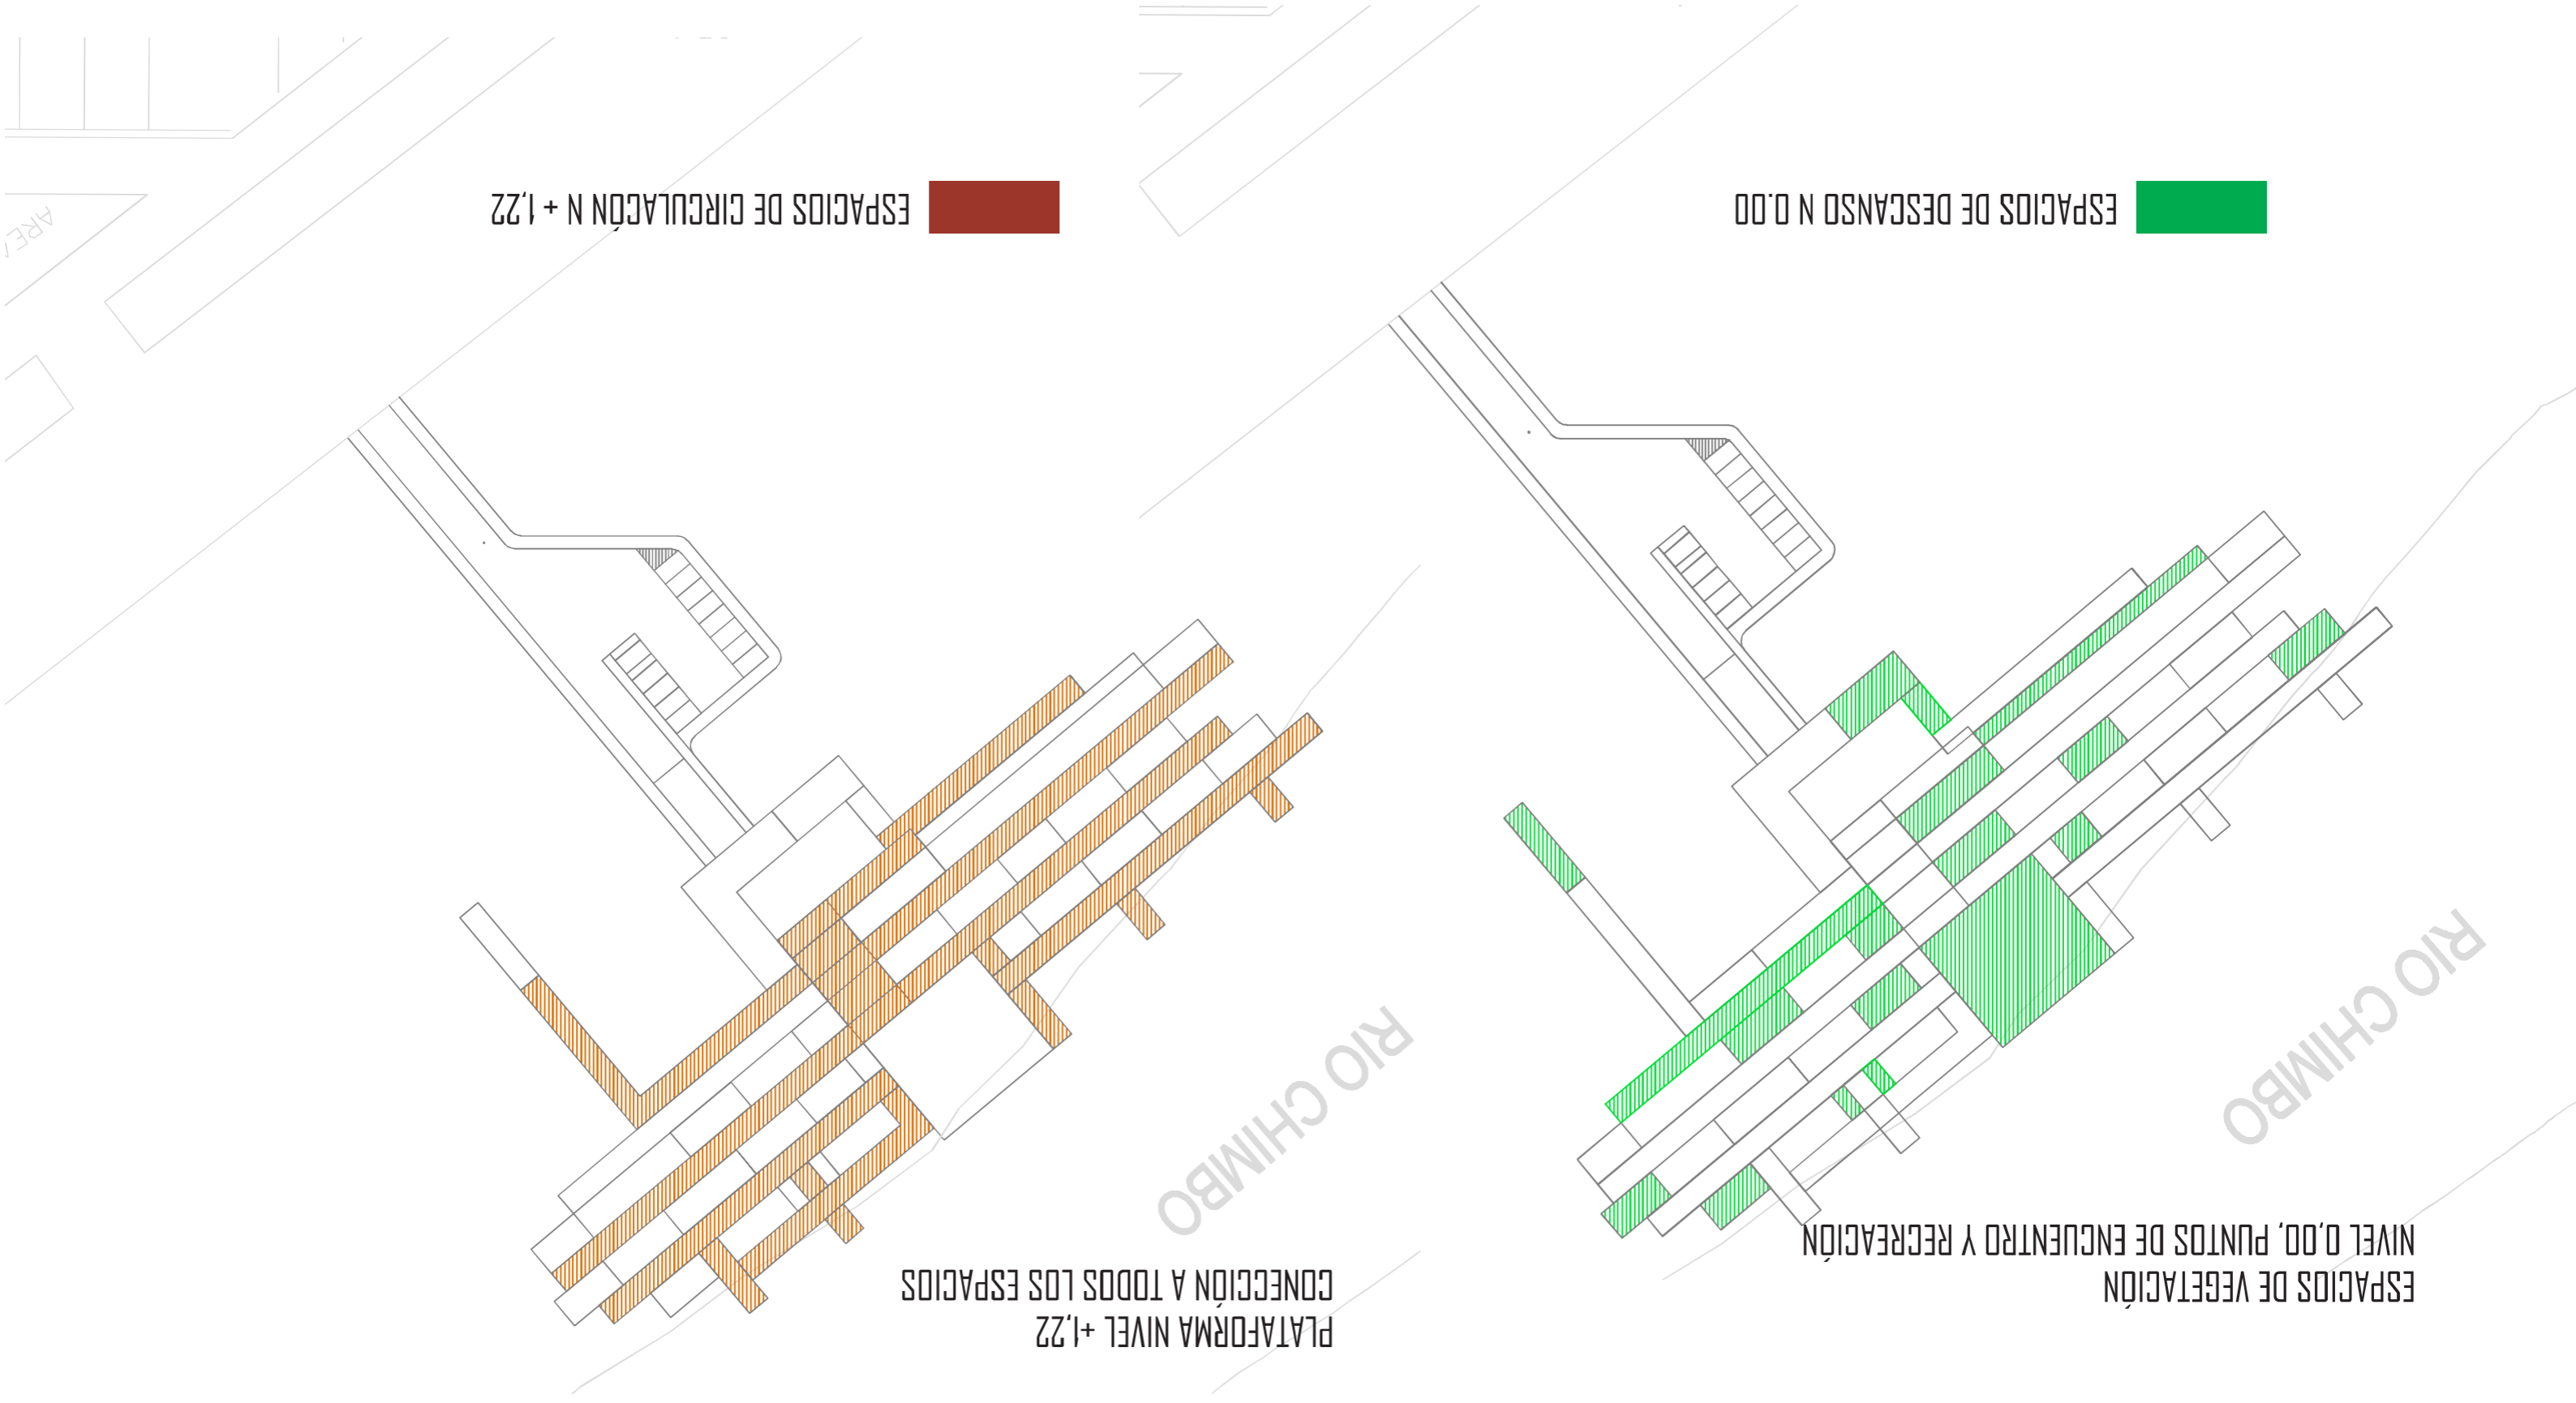 ESPACIOS DE VEGETACIÓN
NIVEL 0,00, PUNTOS DE ENCUENTRO Y RECREACIÓN
RIO CHIMBO
ESPACIOS DE DESCANSO N 0.00
PLATAFORMA NIVEL +1,22
CONECCIÓN A TODOS LOS ESPACIOS
RIO CHIMBO
ESPACIOS DE CIRCULACÓN N + 1,22